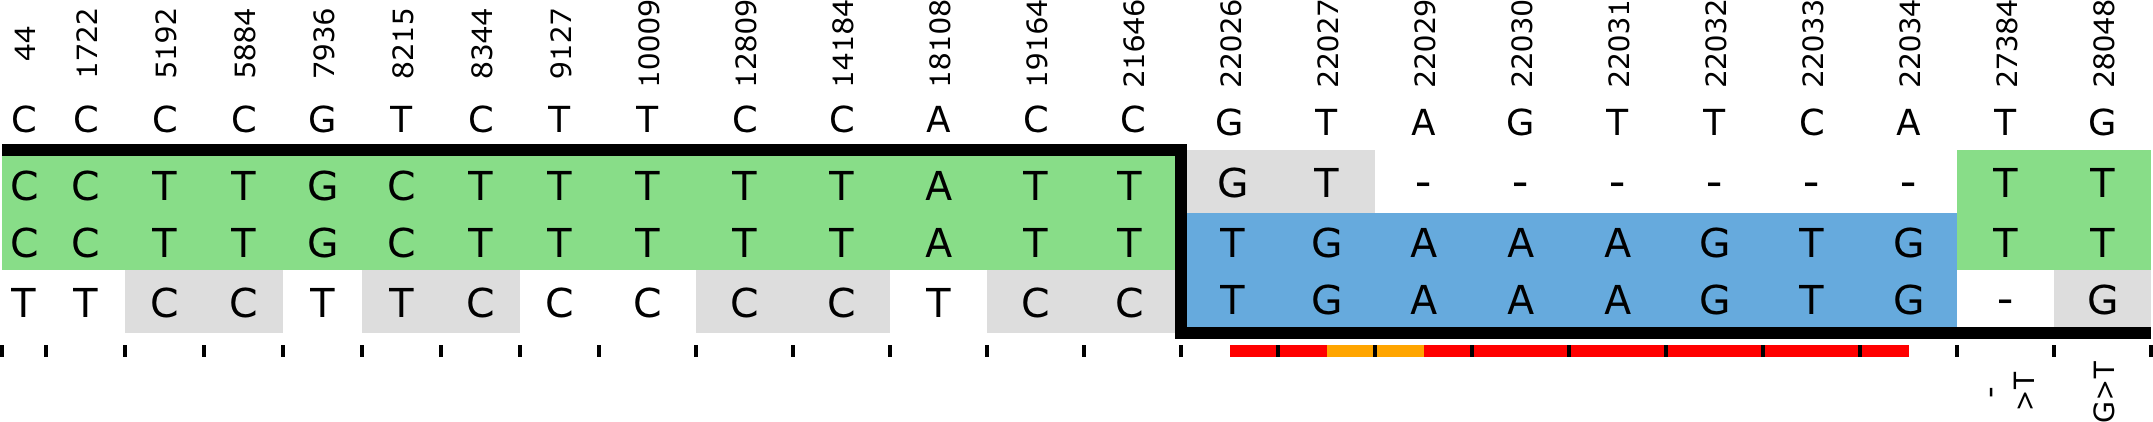 44 1722 5192 5884 7936 8215 8344 9127 10009 12809 14184 18108 19164 21646 22026 22027 22029 22030 22031 22032 22033 22034 27384 28048
C C C C G T C T T C C A C C G T A G T T C A T G
C C T T G C T T T T T A T T G T - - - - - - T T
C C T T G C T T T T T A T T T G A A A G T G T T
T T C C T T C C C C C T C C T G A A A G T G - G
- >T G>T